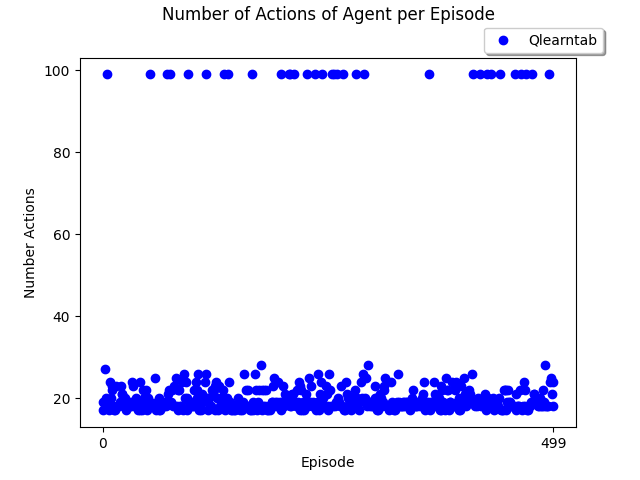 Number of Actions of Agent per Episode
Qlearntab
100
80
60
40
20
Number Actions
0
499
Episode